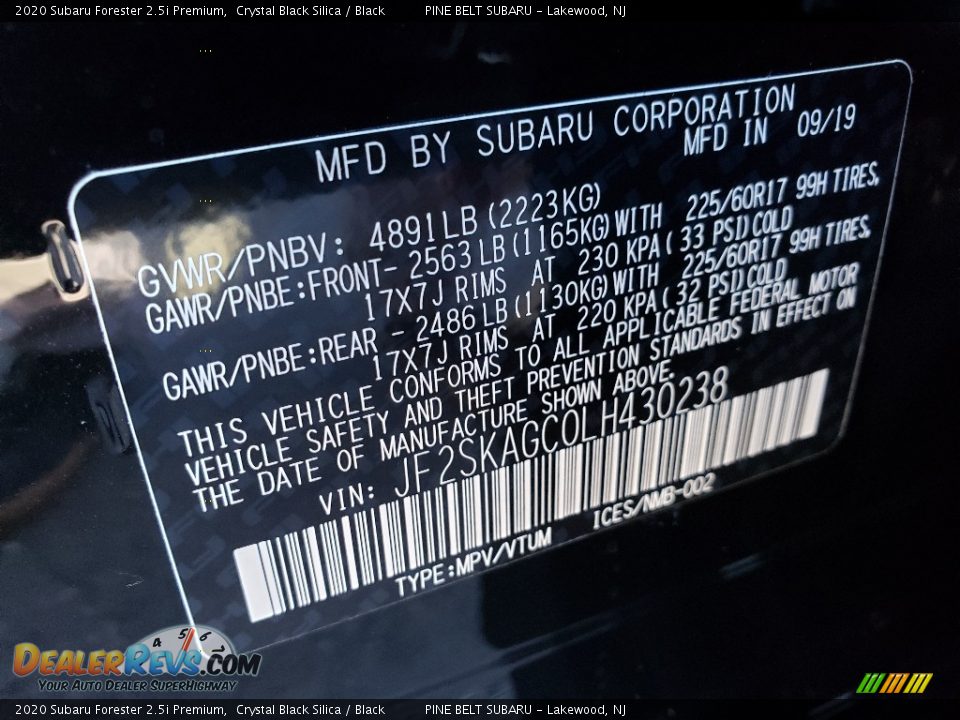 2020 Subaru Forester 2.5i Premium, Crystal Black Silica / Black PINE BELT SUBARU - Lakewood, NJ
MFD BY SUBARU CORPORATION
MFD IN 09/19
GVWR/PNBV: 4891LB (2223KG)
GAWR/PNBE:FRONT- 2563 LB (1165KG) WITH 225/60R17 99H TIRES,
17X7J RIMS AT 230 KPA (33 PSI) COLD
GAWR/PNBE:REAR - 2486 LB (1130KG) WITH 225/60R17 99H TIRES,
17X7J RIMS AT 220 KPA (32 PSI) COLD
THIS VEHICLE CONFORMS TO ALL APPLICABLE FEDERAL MOTOR
VEHICLE SAFETY AND THEFT PREVENTION STANDARDS IN EFFECT ON
THE DATE OF MANUFACTURE SHOWN ABOVE.
VIN: JF2SKAGC0LH430238
TYPE:MPV/VTUM ICES/NMB-002
4 5 6
DEALERREVS.COM
YOUR AUTO DEALER SUPERHIGHWAY
2020 Subaru Forester 2.5i Premium, Crystal Black Silica / Black PINE BELT SUBARU - Lakewood, NJ